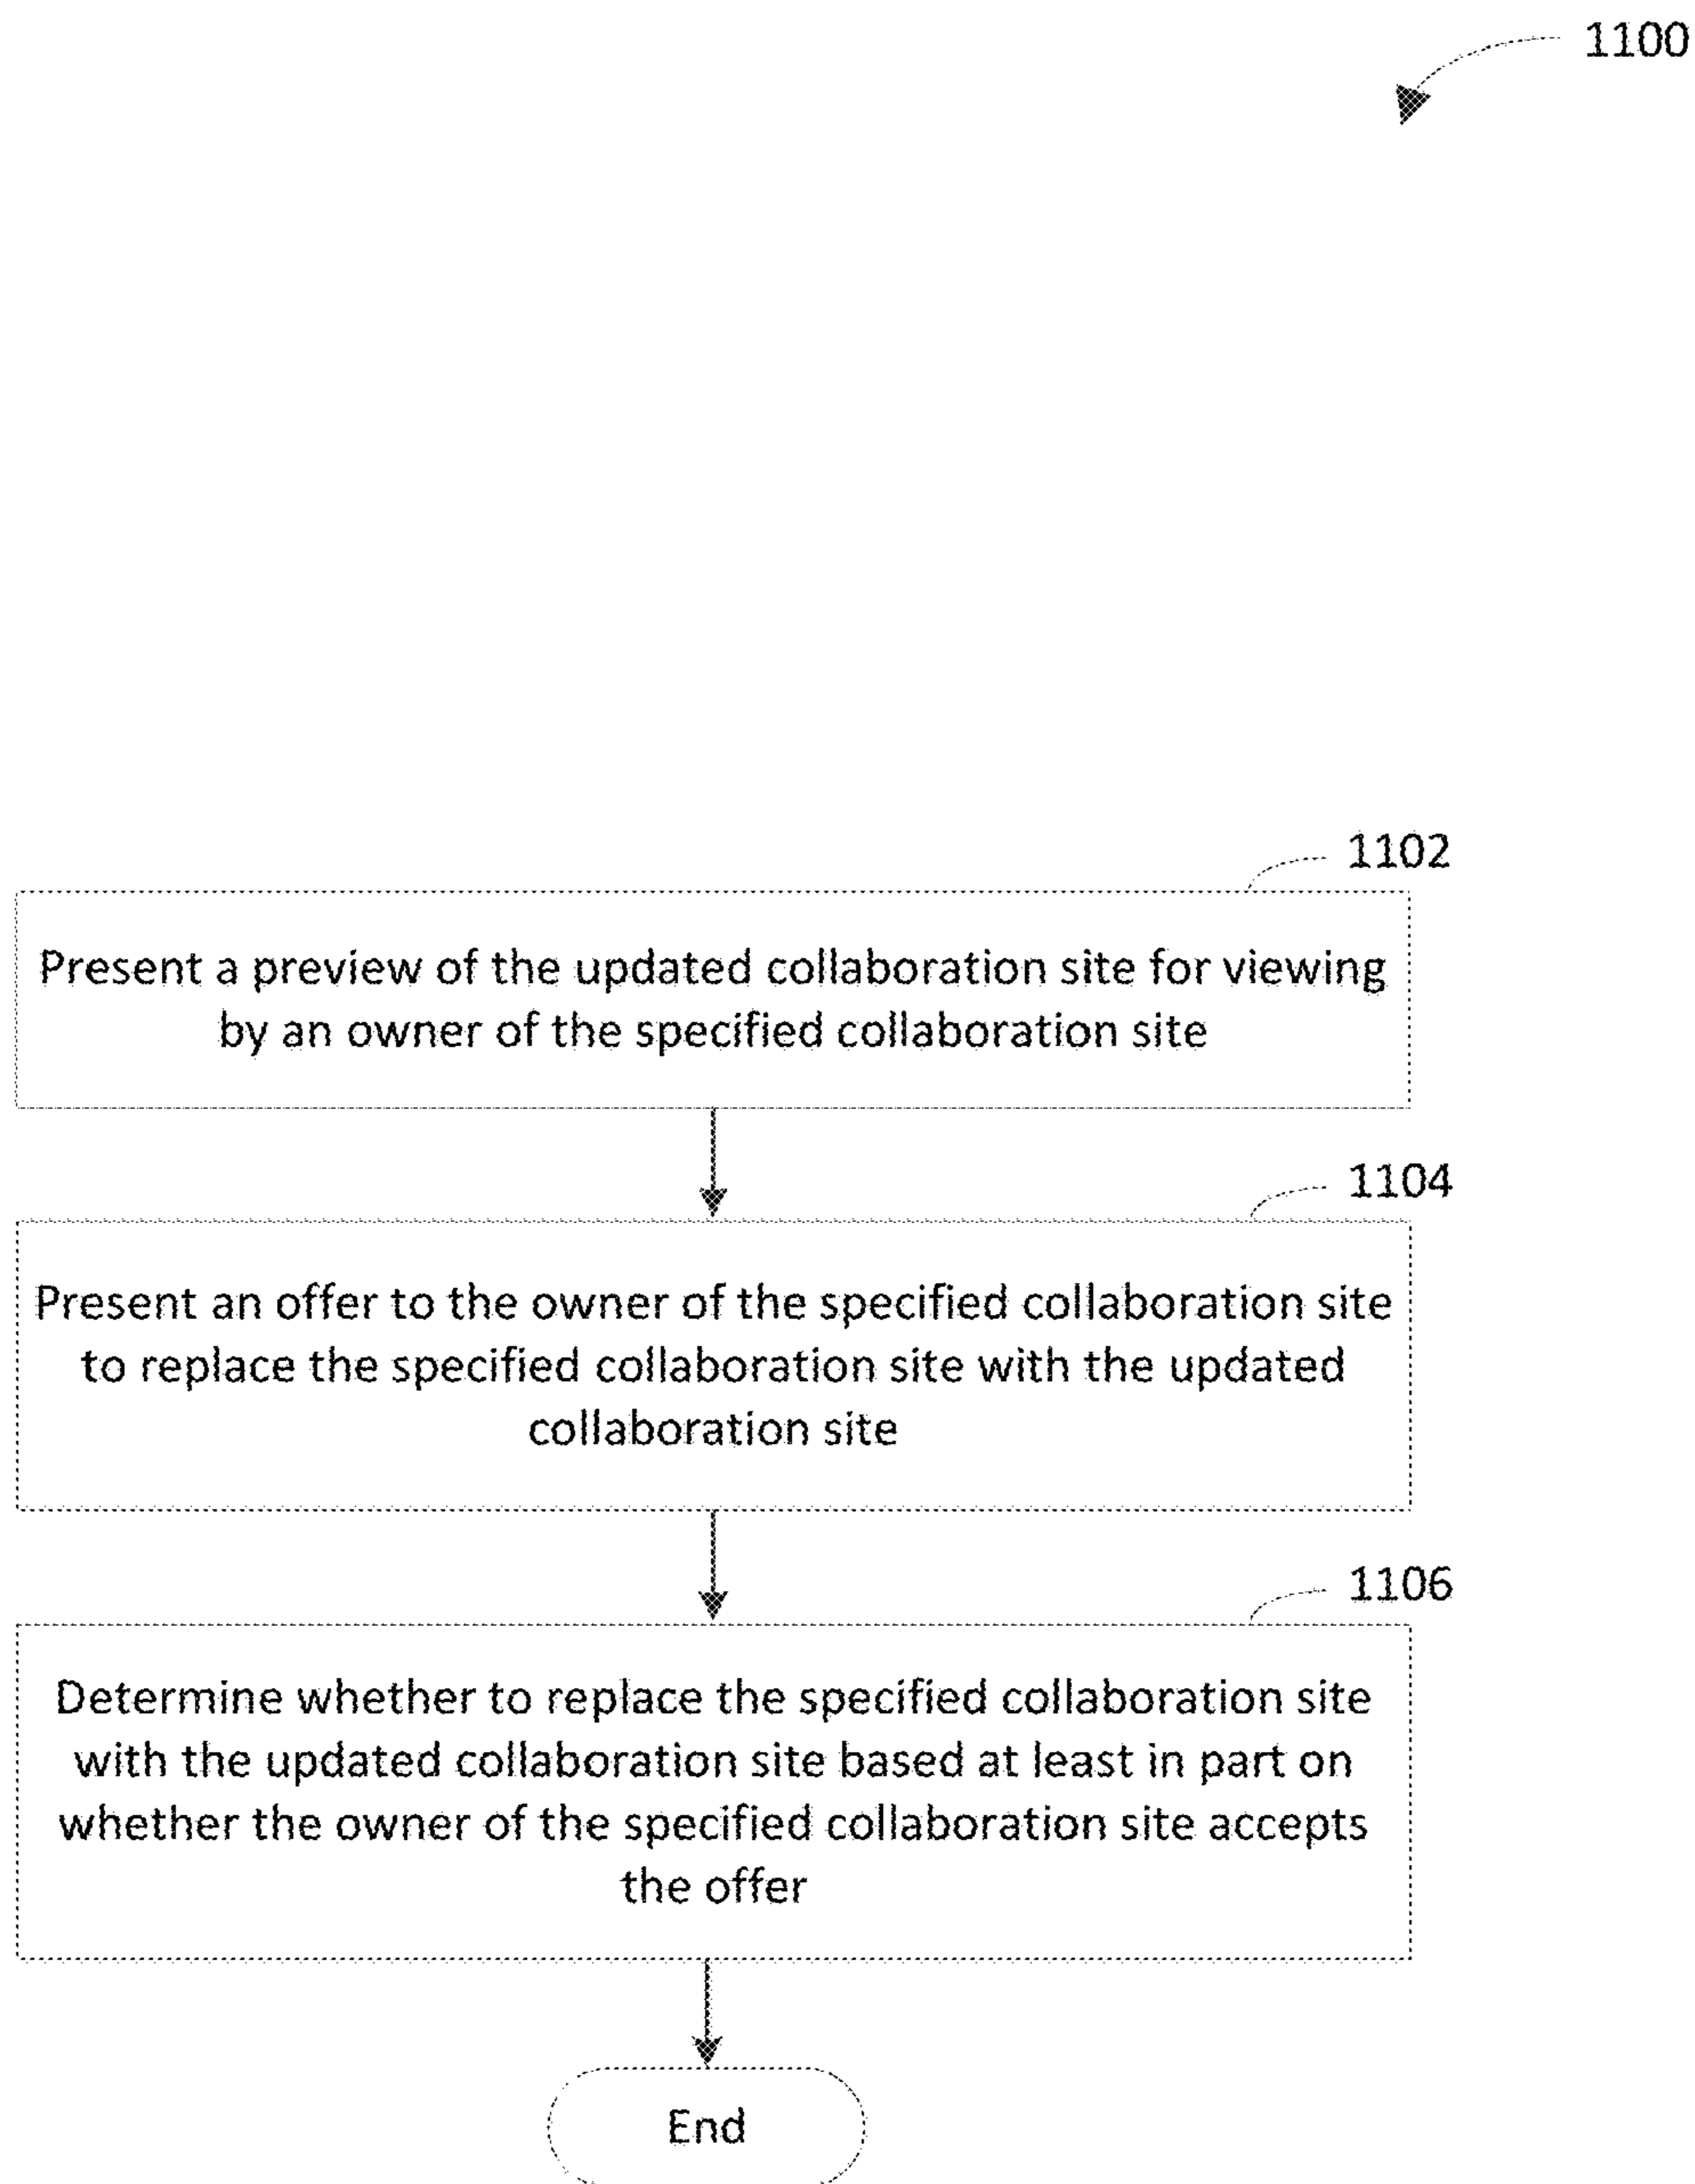 1100
1102
Present a preview of the updated collaboration site for viewing
by an owner of the specified collaboration site
1104
Present an offer to the owner of the specified collaboration site
to replace the specified collaboration site with the updated
collaboration site
1106
Determine whether to replace the specified collaboration site
with the updated collaboration site based at least in part on
whether the owner of the specified collaboration site accepts
the offer
End